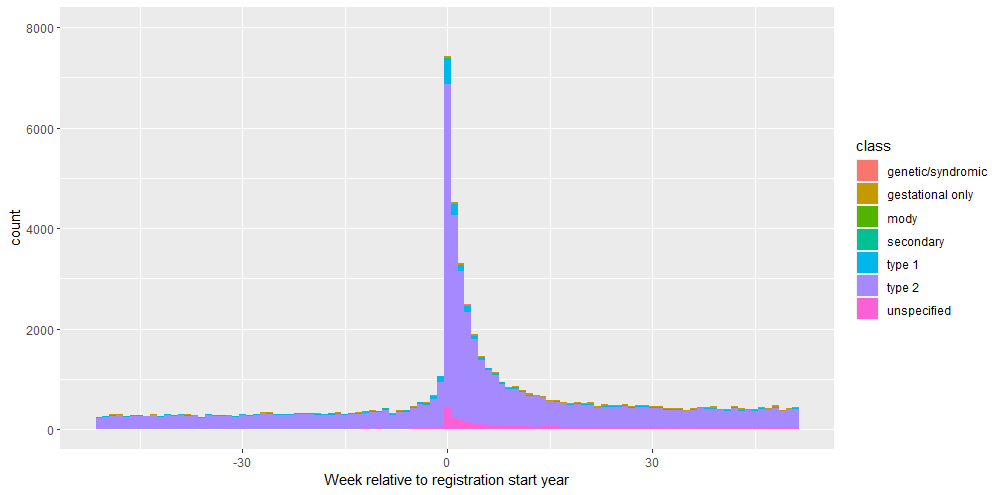 8000
6000
4000
2000
0
count
-30
0
30
Week relative to registration start year
class
genetic/syndromic
gestational only
mody
secondary
type 1
type 2
unspecified